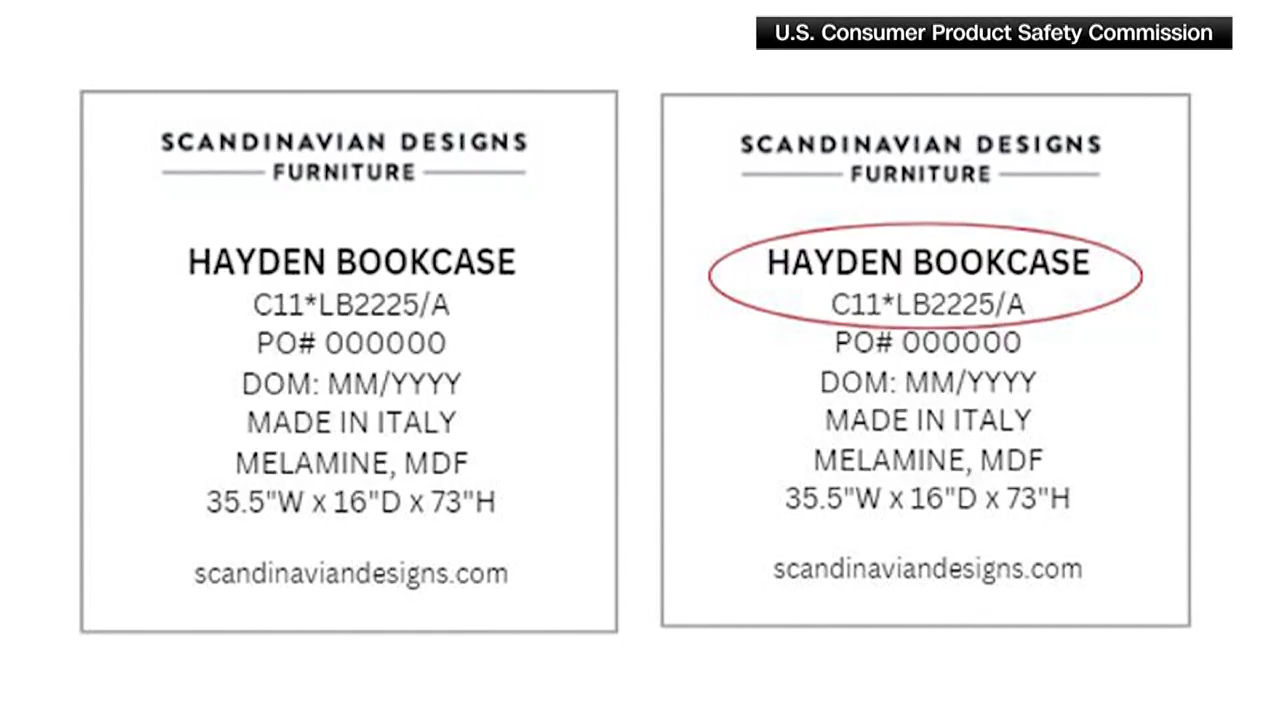 U.S. Consumer Product Safety Commission
SCANDINAVIAN DESIGNS
FURNITURE
HAYDEN BOOKCASE
C11*LB2225/A
PO# 000000
DOM: MM/YYYY
MADE IN ITALY
MELAMINE, MDF
35.5"W x 16"D x 73"H
scandinaviandesigns.com
SCANDINAVIAN DESIGNS
FURNITURE
HAYDEN BOOKCASE
C11*LB2225/A
PO# 000000
DOM: MM/YYYY
MADE IN ITALY
MELAMINE, MDF
35.5"W x 16"D x 73"H
scandinaviandesigns.com